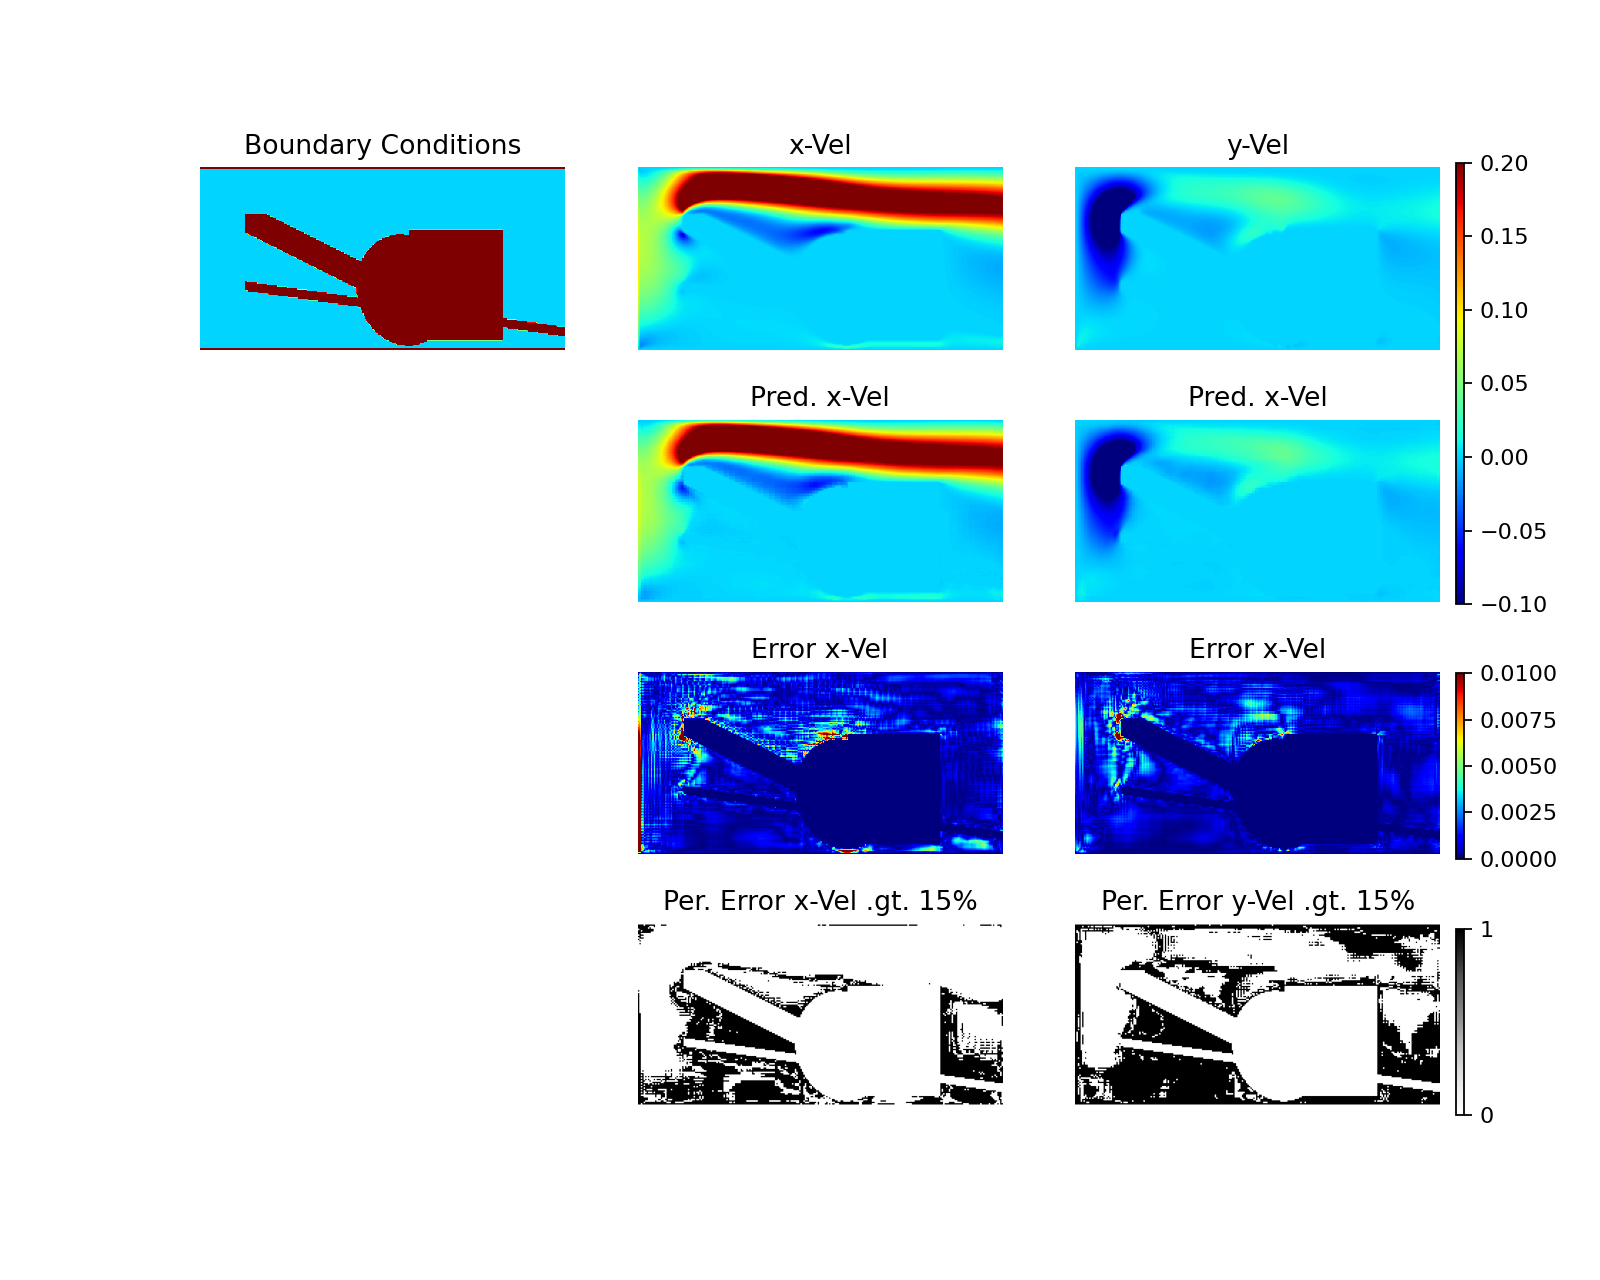 Boundary Conditions
x-Vel
y-Vel
0.20
0.15
0.10
0.05
0.00
−0.05
−0.10
Pred. x-Vel
Pred. x-Vel
Error x-Vel
Error x-Vel
0.0100
0.0075
0.0050
0.0025
0.0000
Per. Error x-Vel .gt. 15%
Per. Error y-Vel .gt. 15%
1
0